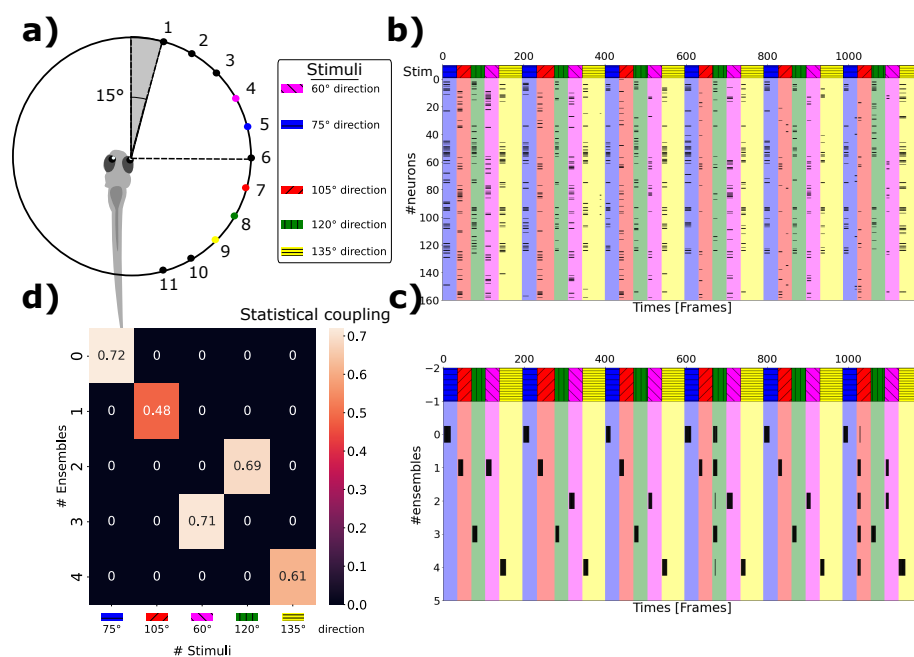 a)
1
2
3
4
5
6
7
8
9
10
11
15°
Stimuli
60° direction
75° direction
105° direction
120° direction
135° direction
b)
0 200 400 600 800 1000
Stim
0
20
40
60
80
100
120
140
160
#neurons
Times [Frames]
c)
0 200 400 600 800 1000
−2
−1
0
1
2
3
4
5
#ensembles
Times [Frames]
d)
Statistical coupling
0 0.72 0 0 0 0
1 0 0.48 0 0 0
2 0 0 0 0.69 0
3 0 0 0.71 0 0
4 0 0 0 0 0.61
# Ensembles
75° 105° 60° 120° 135° direction
# Stimuli
0.7
0.6
0.5
0.4
0.3
0.2
0.1
0.0